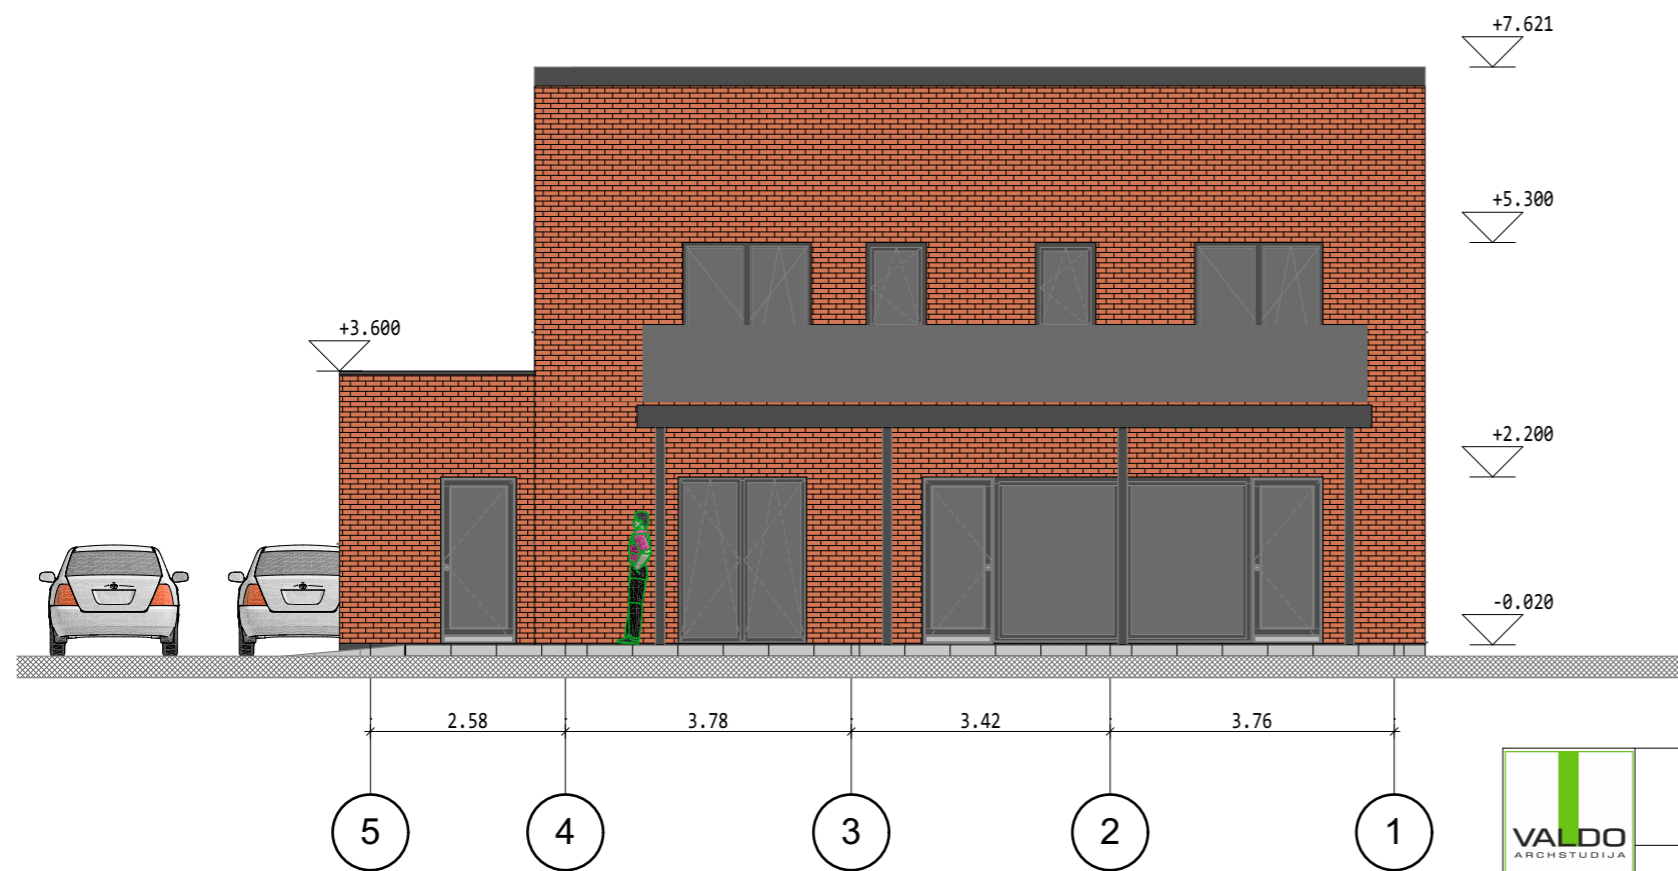 +7.621
+5.300
+3.600
+2.200
-0.020
2.58 3.78 3.42 3.76
5 4 3 2 1
VALDO
ARCHSTUDIJA